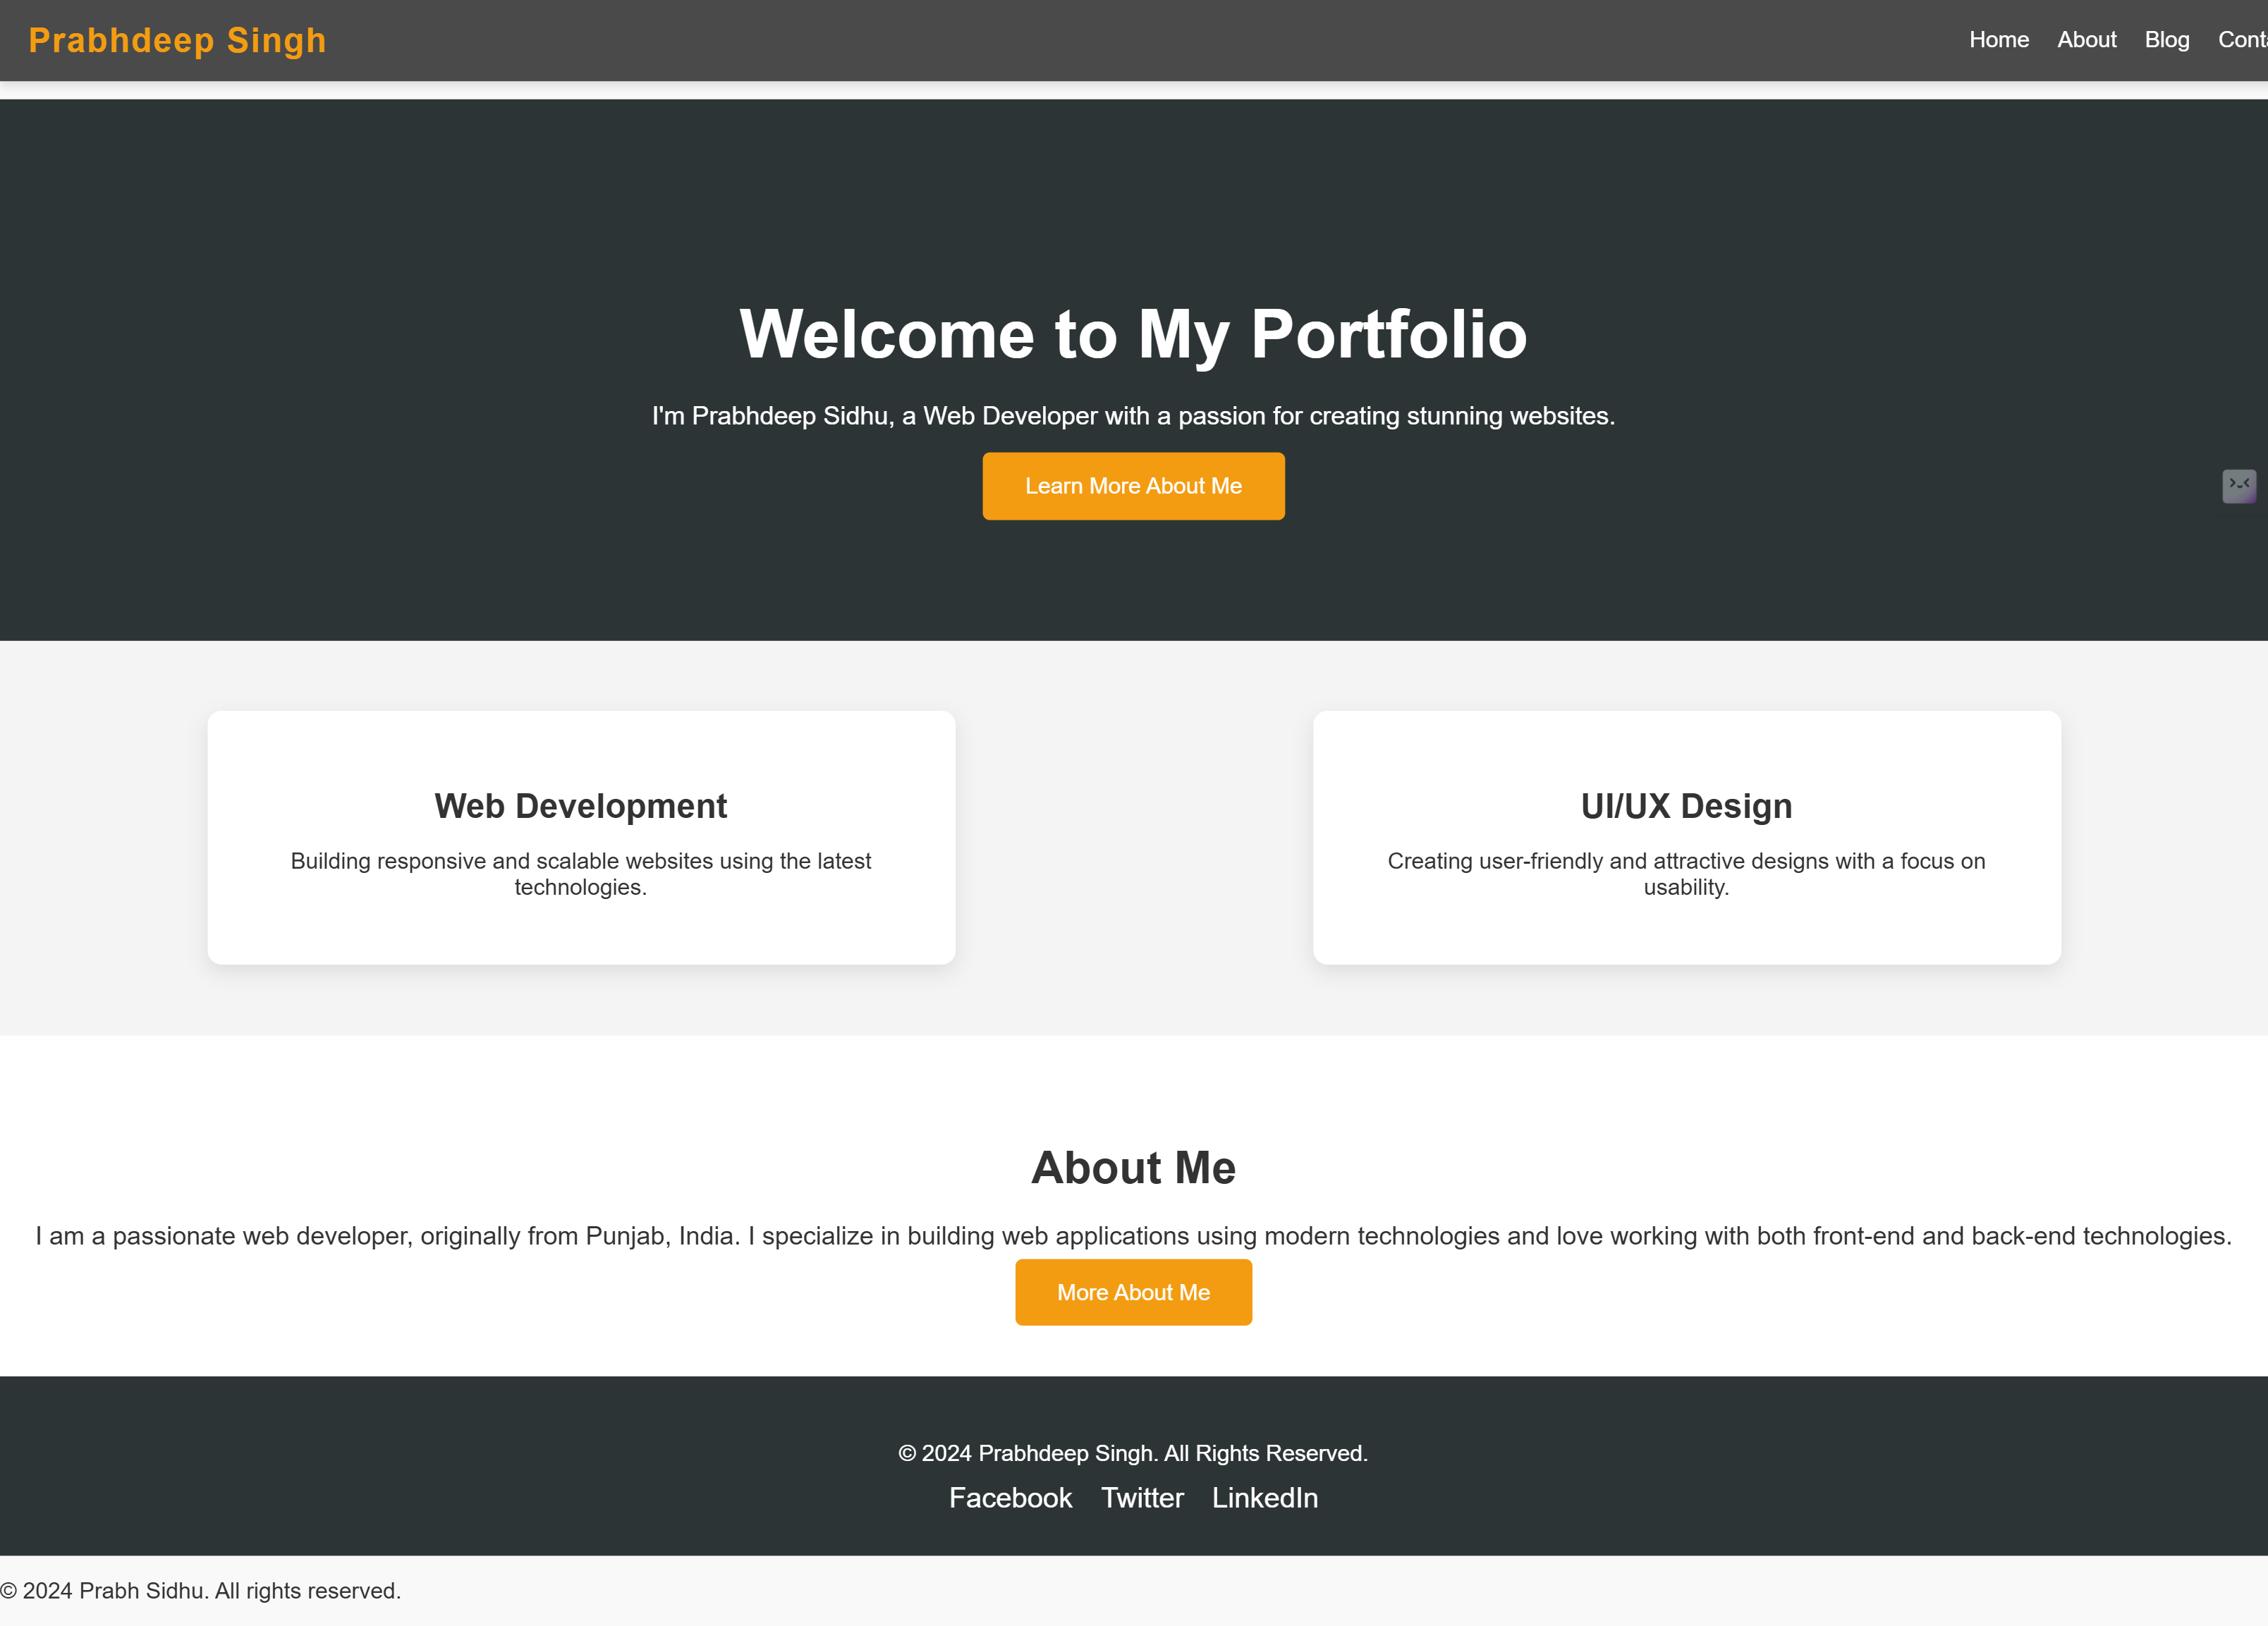 Prabhdeep Singh
Home About Blog
Welcome to My Portfolio
I'm Prabhdeep Sidhu, a Web Developer with a passion for creating stunning websites.
Learn More About Me
Web Development
Building responsive and scalable websites using the latest
technologies.
UI/UX Design
Creating user-friendly and attractive designs with a focus on
usability.
About Me
I am a passionate web developer, originally from Punjab, India. I specialize in building web applications using modern technologies and love working with both front-end and back-end technologies.
More About Me
© 2024 Prabhdeep Singh. All Rights Reserved.
Facebook Twitter LinkedIn
© 2024 Prabh Sidhu. All rights reserved.